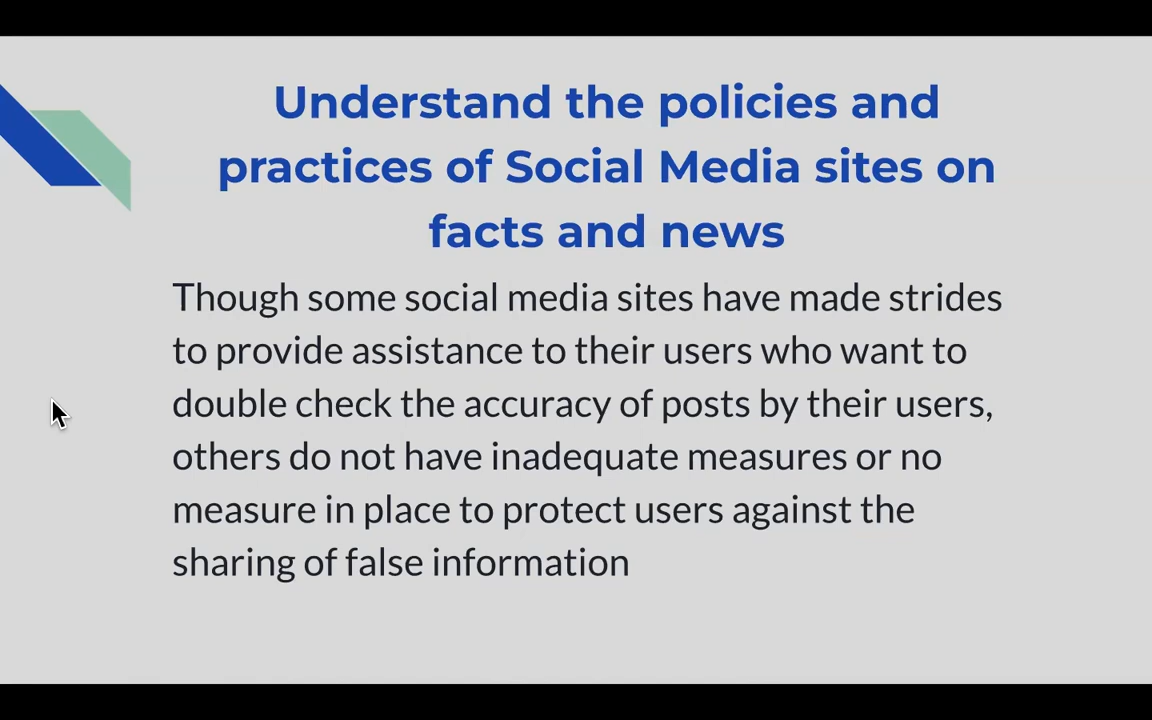 Understand the policies and
practices of Social Media sites on
facts and news
Though some social media sites have made strides
to provide assistance to their users who want to
double check the accuracy of posts by their users,
others do not have inadequate measures or no
measure in place to protect users against the
sharing of false information